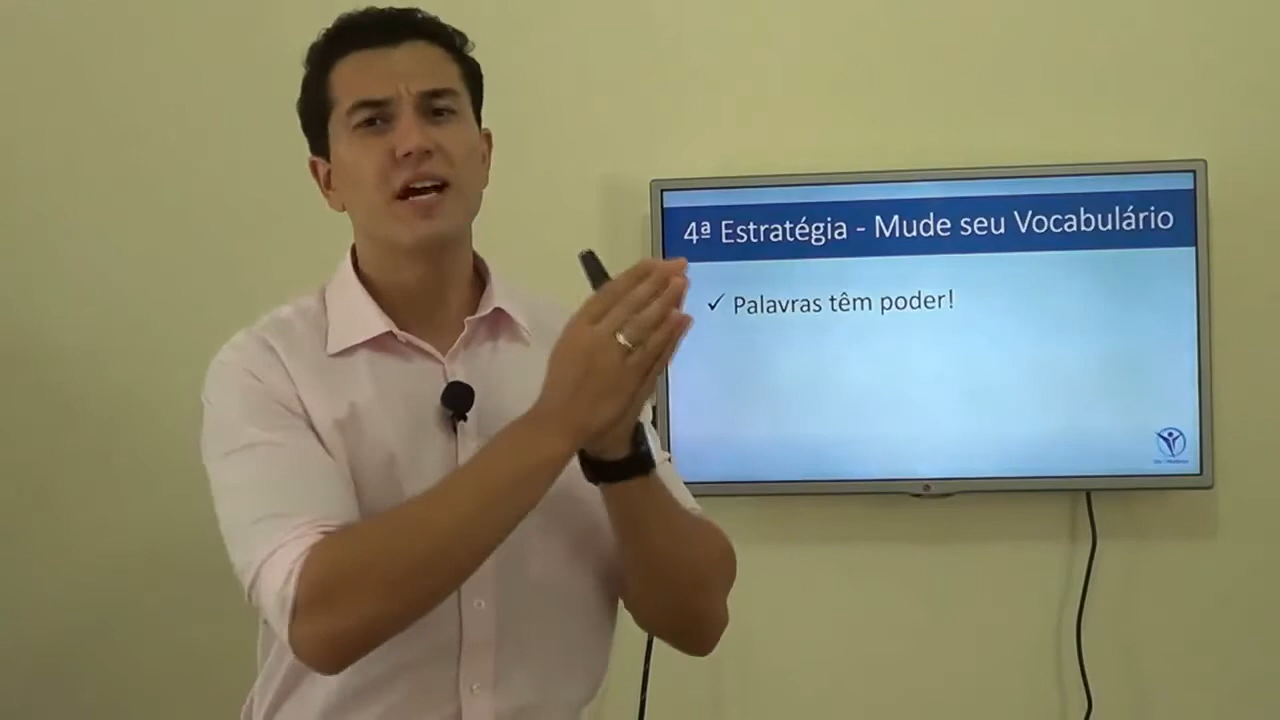 4ª Estratégia - Mude seu Vocabulário
✓ Palavras têm poder!